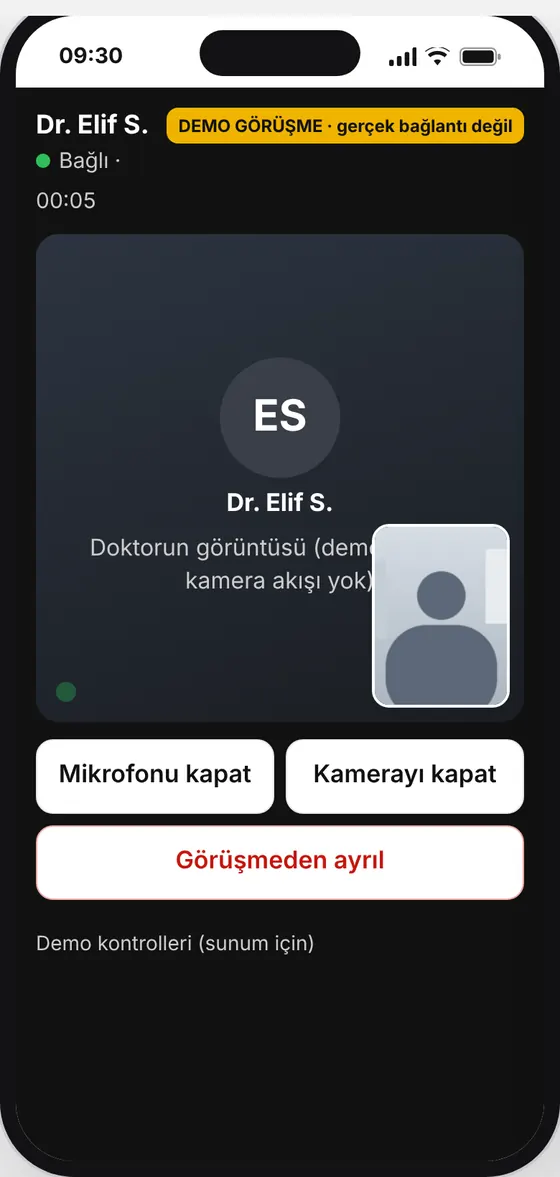 09:30
Dr. Elif S.
DEMO GÖRÜŞME · gerçek bağlantı değil
Bağlı ·
00:05
ES
Dr. Elif S.
Doktorun görüntüsü (demo
kamera akışı yok)
Mikrofonu kapat
Kamerayı kapat
Görüşmeden ayrıl
Demo kontrolleri (sunum için)